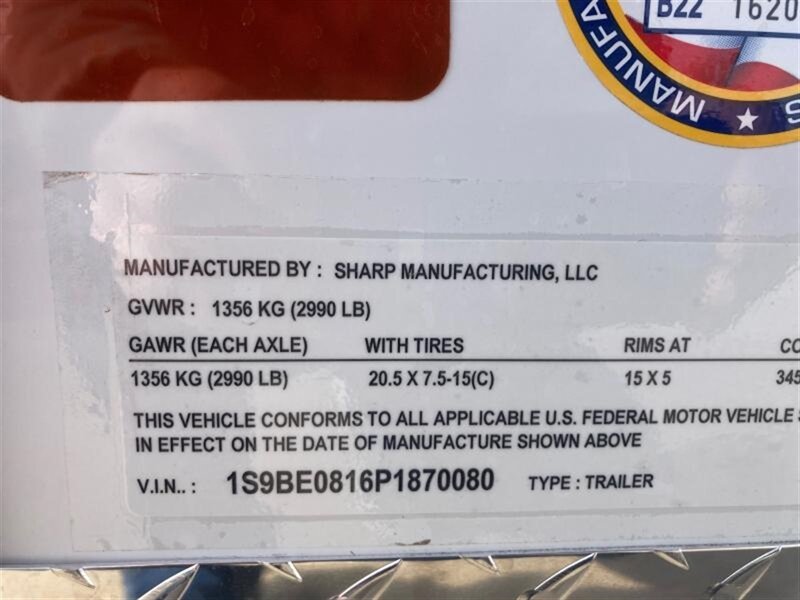 B22 1620
MANUFA
S
MANUFACTURED BY : SHARP MANUFACTURING, LLC
GVWR : 1356 KG (2990 LB)
GAWR (EACH AXLE) WITH TIRES RIMS AT CO
1356 KG (2990 LB) 20.5 X 7.5-15(C) 15 X 5 345
THIS VEHICLE CONFORMS TO ALL APPLICABLE U.S. FEDERAL MOTOR VEHICLE S
IN EFFECT ON THE DATE OF MANUFACTURE SHOWN ABOVE
V.I.N.. : 1S9BE0816P1870080 TYPE : TRAILER